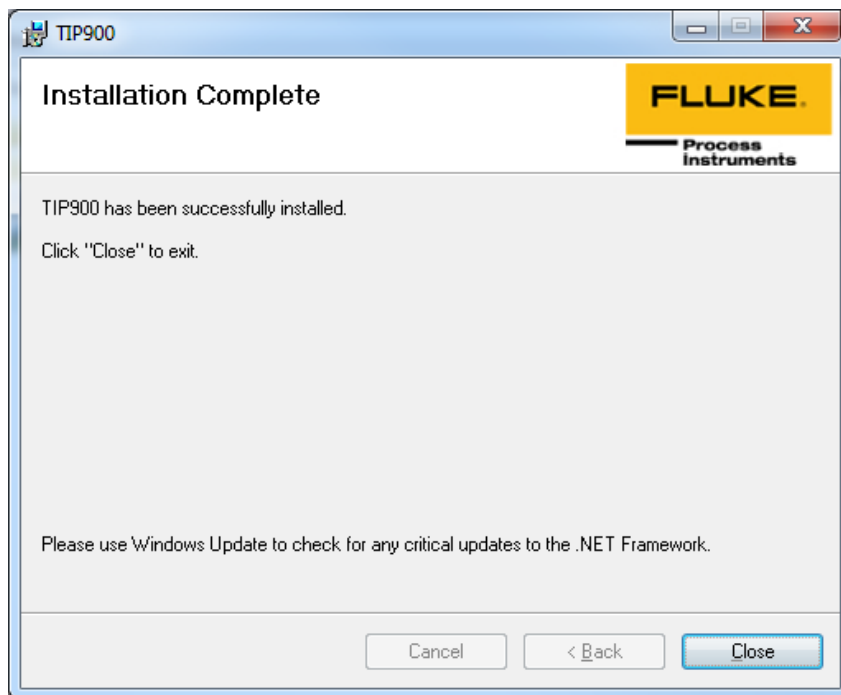 TIP900
Installation Complete
FLUKE.
Process
Instruments
TIP900 has been successfully installed.
Click "Close" to exit.
Please use Windows Update to check for any critical updates to the .NET Framework.
Cancel
< Back
Close